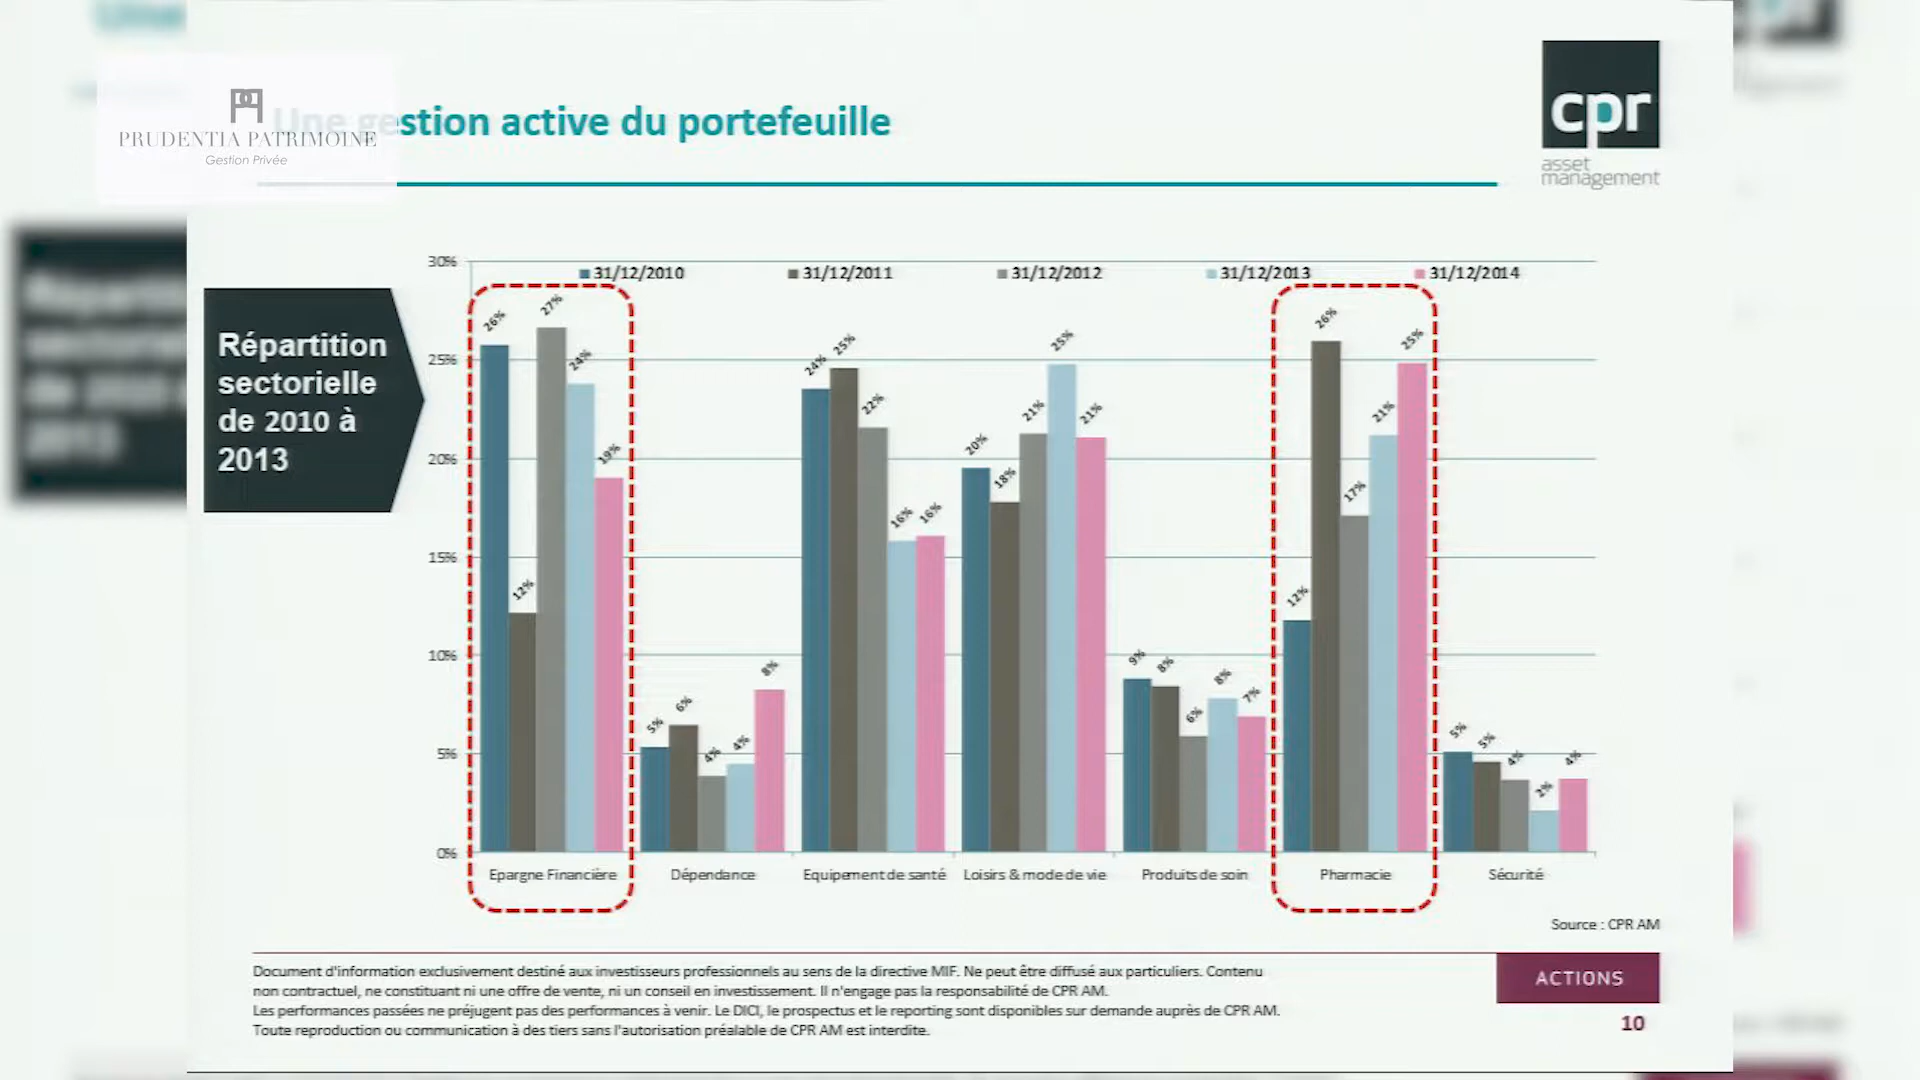 PRUDENTIA PATRIMOINE
Gestion Privée
Une gestion active du portefeuille
cpr
asset
management
Répartition
sectorielle
de 2010 à
2013
31/12/2010 31/12/2011 31/12/2012 31/12/2013 31/12/2014
30%
25%
20%
15%
10%
5%
0%
26% 12% 27% 24% 19%
5% 6% 4% 4% 8%
24% 25% 22% 16% 16%
20% 18% 21% 25% 21%
9% 8% 6% 8% 7%
12% 26% 17% 21% 25%
5% 5% 4% 2% 4%
Epargne Financière Dépendance Equipement de santé Loisirs & mode de vie Produits de soin Pharmacie Sécurité
Source : CPR AM
Document d'information exclusivement destiné aux investisseurs professionnels au sens de la directive MIF. Ne peut être diffusé aux particuliers. Contenu
non contractuel, ne constituant ni une offre de vente, ni un conseil en investissement. Il n'engage pas la responsabilité de CPR AM.
Les performances passées ne préjugent pas des performances à venir. Le DICI, le prospectus et le reporting sont disponibles sur demande auprès de CPR AM.
Toute reproduction ou communication à des tiers sans l'autorisation préalable de CPR AM est interdite.
ACTIONS
10